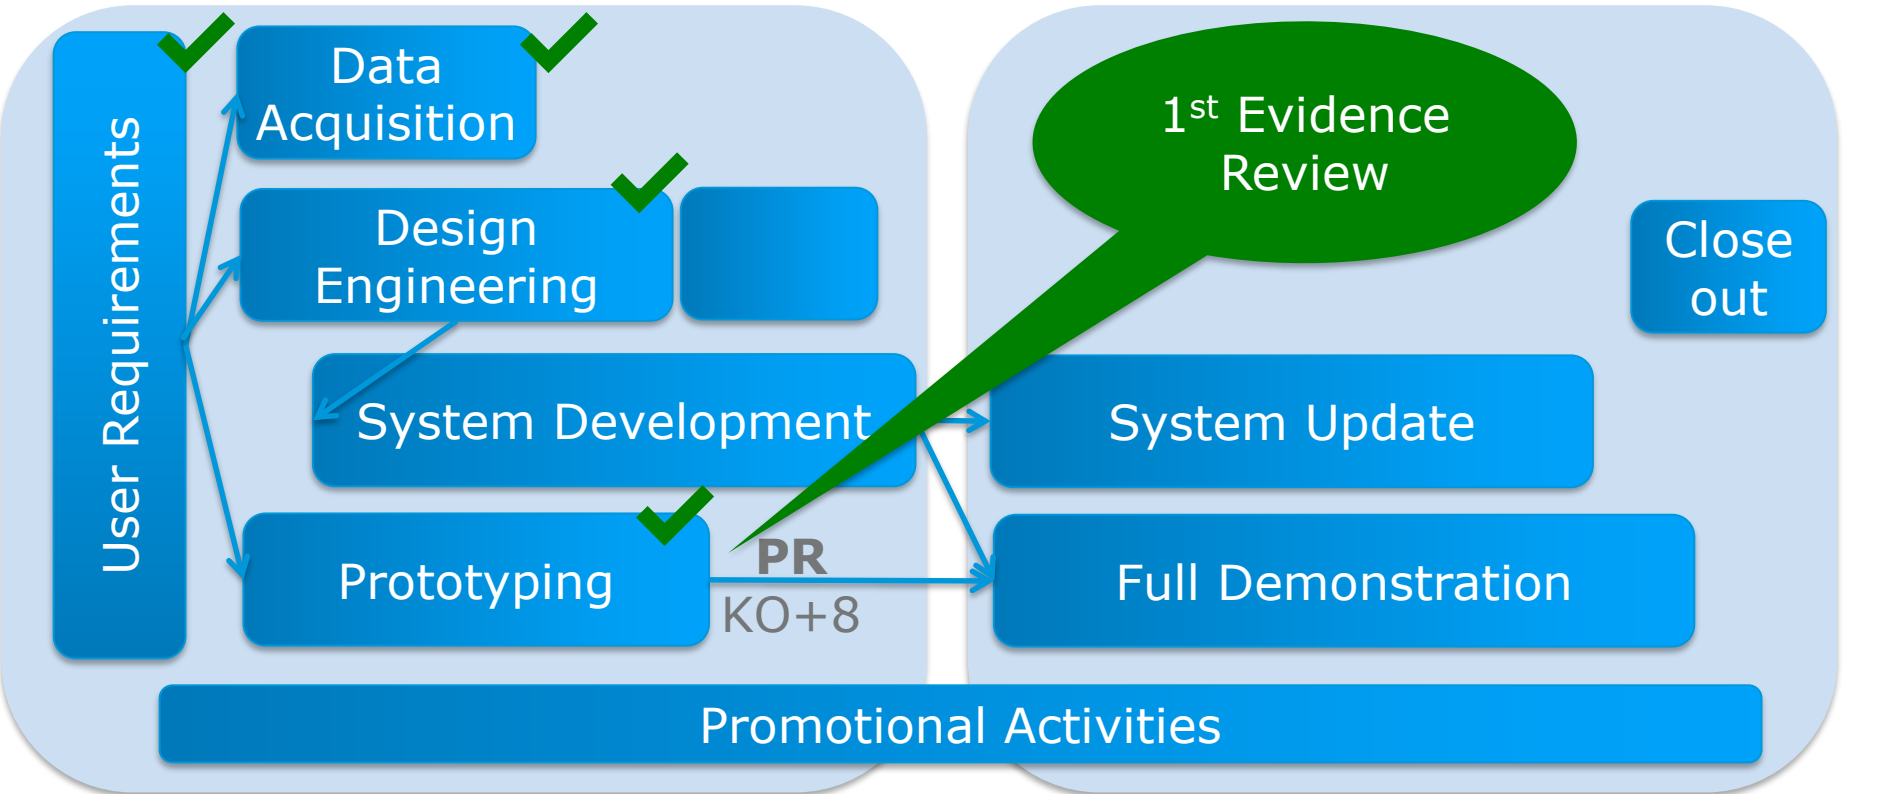 User Requirements
Data
Acquisition
Design
Engineering
System Development
Prototyping
PR
KO+8
1st Evidence
Review
Close
out
System Update
Full Demonstration
Promotional Activities